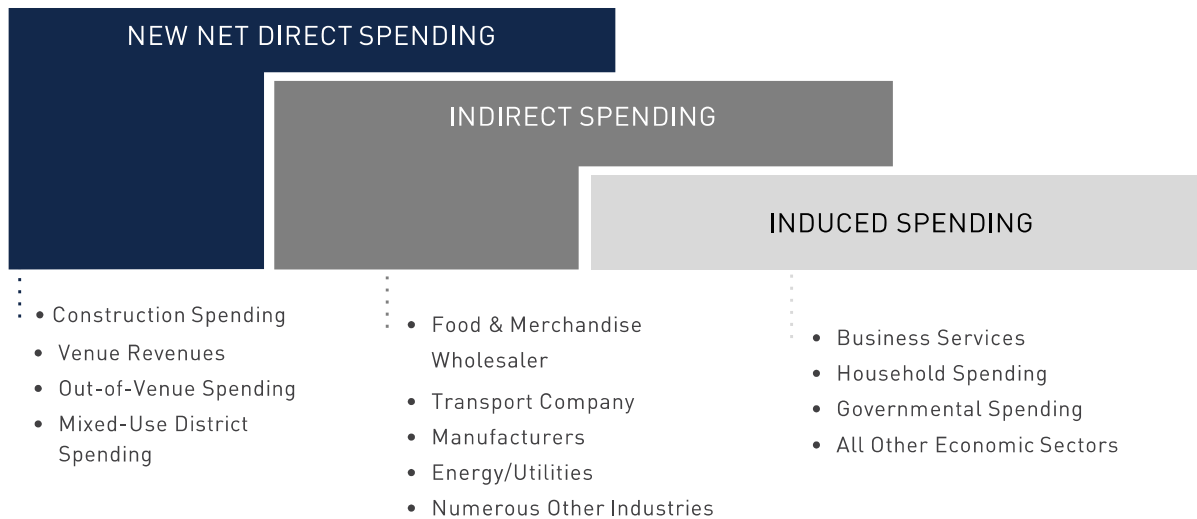 NEW NET DIRECT SPENDING
INDIRECT SPENDING
INDUCED SPENDING
• Construction Spending
• Venue Revenues
• Out-of-Venue Spending
• Mixed-Use District
Spending
• Food & Merchandise
Wholesaler
• Transport Company
• Manufacturers
• Energy/Utilities
• Numerous Other Industries
• Business Services
• Household Spending
• Governmental Spending
• All Other Economic Sectors